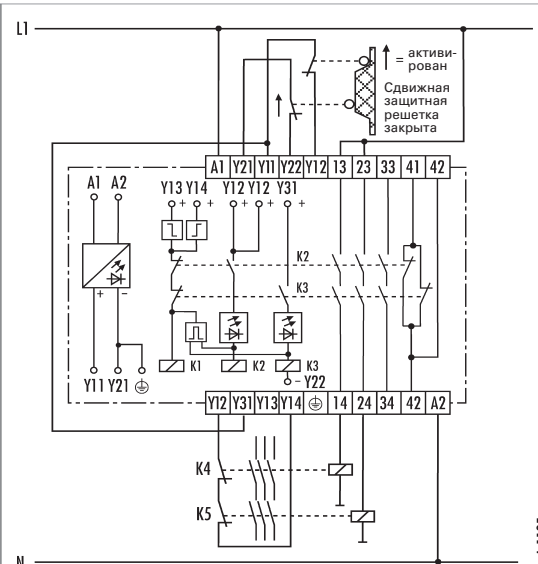 L1
= активи-
рован
Сдвижная
защитная
решетка
закрыта
A1 Y21 Y11 Y22 Y12 13 23 33 41 42
A1 A2 Y13 Y14 Y12 Y12 Y31
+ + + + +
K2
K3
+ −
K1 K2 K3
− Y22
Y11 Y21
Y12 Y31 Y13 Y14 14 24 34 42 A2
K4
K5
N